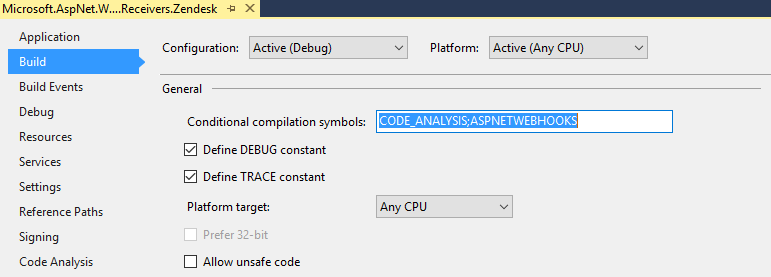 Microsoft.AspNet.W....Receivers.Zendesk
Application
Build
Build Events
Debug
Resources
Services
Settings
Reference Paths
Signing
Code Analysis
Configuration: Active (Debug) Platform: Active (Any CPU)
General
Conditional compilation symbols: CODE_ANALYSIS;ASPNETWEBHOOKS
Define DEBUG constant
Define TRACE constant
Platform target: Any CPU
Prefer 32-bit
Allow unsafe code